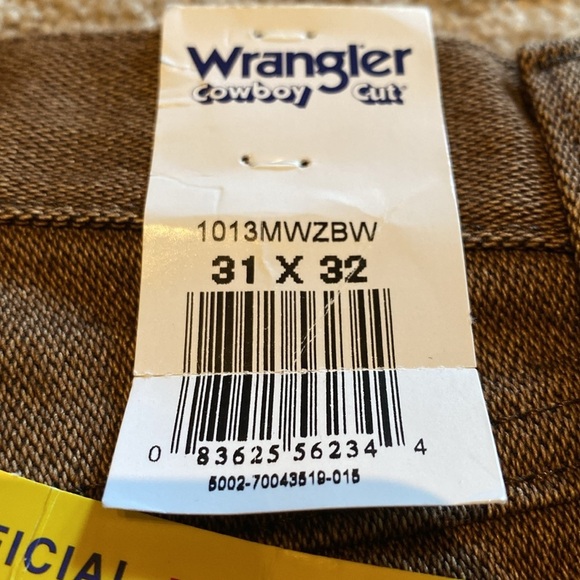 Wrangler
Cowboy Cut
1013MWZBW
31 X 32
0 83625 56234 4
5002-70043519-015